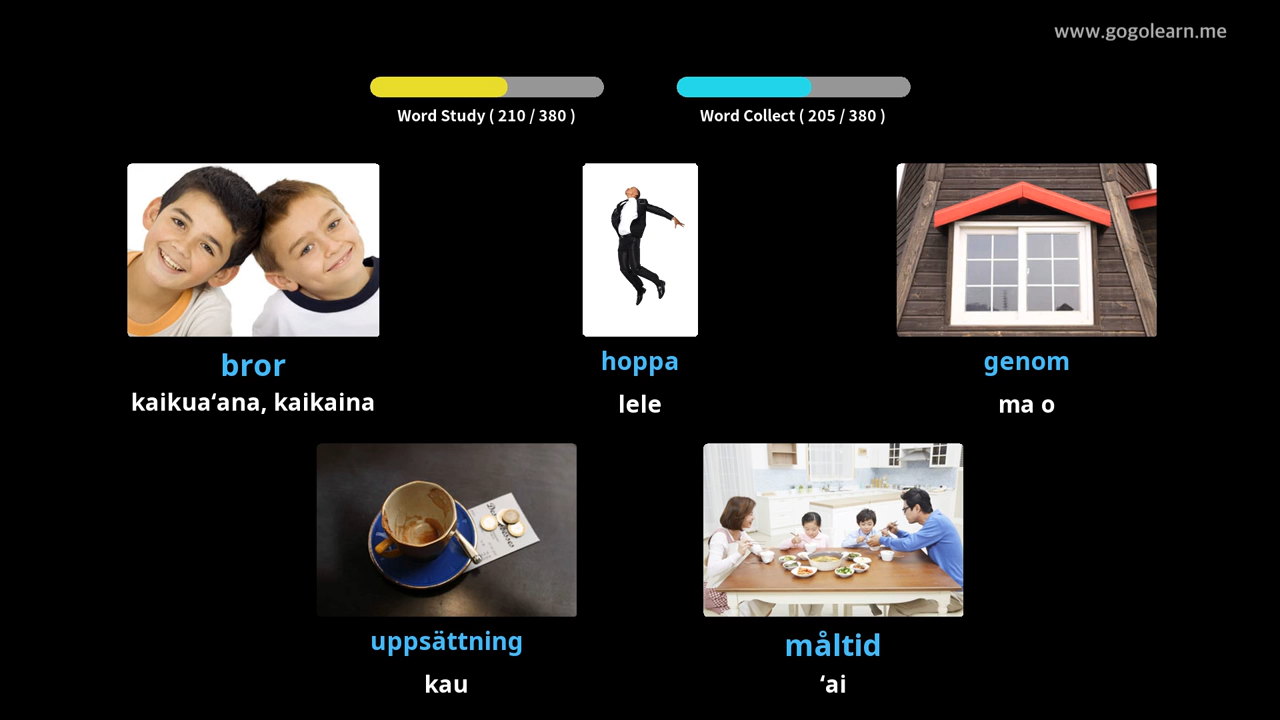 www.gogolearn.me
Word Study ( 210 / 380 )
Word Collect ( 205 / 380 )
bror
kaikuaʻana, kaikaina
hoppa
lele
genom
ma o
uppsättning
kau
måltid
ʻai